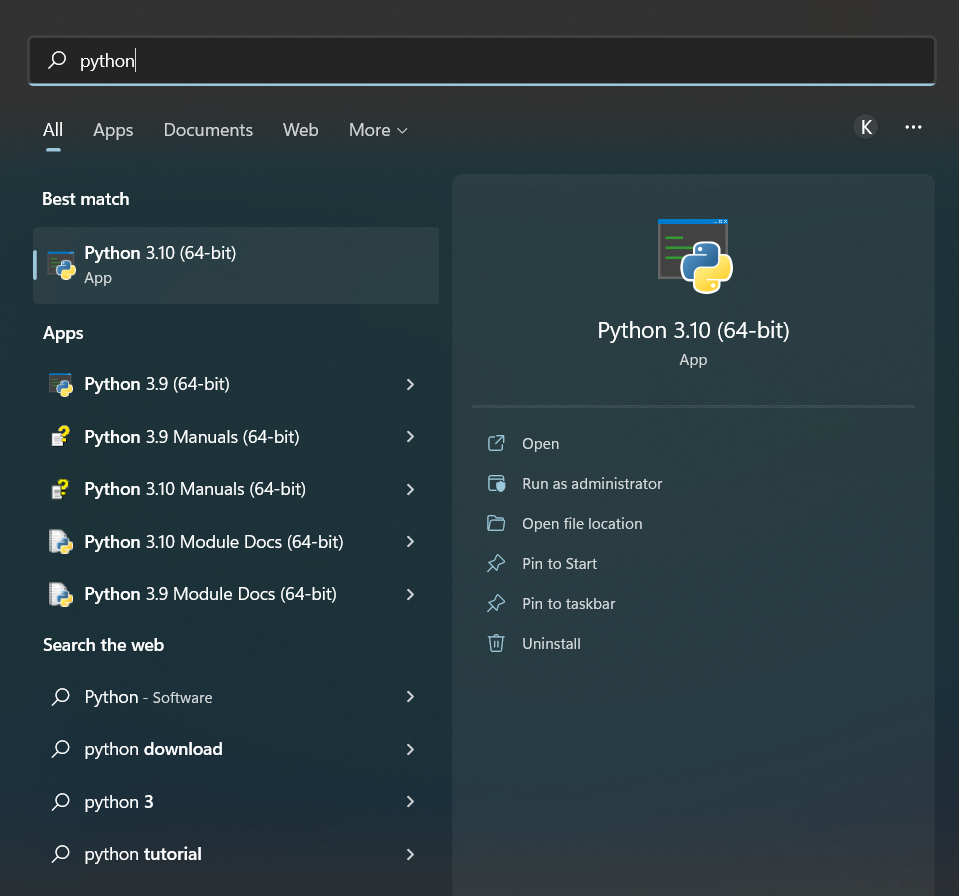 python
All Apps Documents Web More K
Best match
Python 3.10 (64-bit)
App
Apps
Python 3.9 (64-bit)
Python 3.9 Manuals (64-bit)
Python 3.10 Manuals (64-bit)
Python 3.10 Module Docs (64-bit)
Python 3.9 Module Docs (64-bit)
Search the web
Python - Software
python download
python 3
python tutorial
Python 3.10 (64-bit)
App
Open
Run as administrator
Open file location
Pin to Start
Pin to taskbar
Uninstall